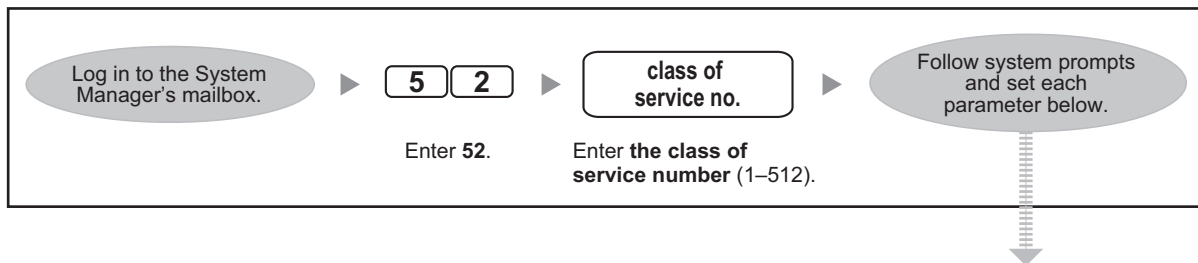 Log in to the System
Manager's mailbox.
5 2
Enter 52.
class of
service no.
Enter the class of
service number (1–512).
Follow system prompts
and set each
parameter below.